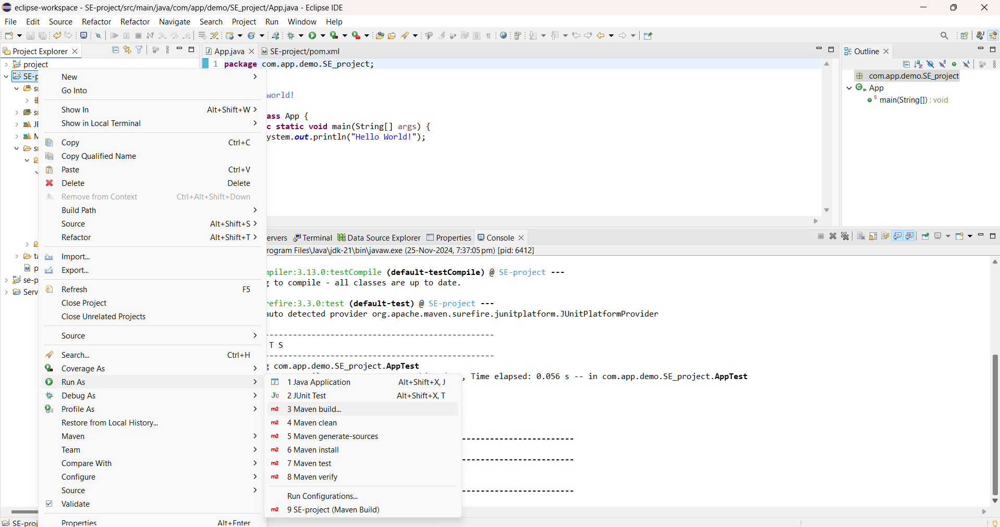 eclipse-workspace - SE-project/src/main/java/com/app/demo/SE_project/App.java - Eclipse IDE
File Edit Source Refactor Refactor Navigate Search Project Run Window Help
Project Explorer
App.java
SE-project/pom.xml
Outline
project
SE-p
se-p
Serv
1 package com.app.demo.SE_project;
world!
ass App {
c static void main(String[] args) {
ystem.out.println("Hello World!");
com.app.demo.SE_project
App
main(String[]) : void
New
Go Into
Show In Alt+Shift+W
Show in Local Terminal
Copy Ctrl+C
Copy Qualified Name
Paste Ctrl+V
Delete Delete
Remove from Context Ctrl+Alt+Shift+Down
Build Path
Source Alt+Shift+S
Refactor Alt+Shift+T
Import...
Export...
Refresh F5
Close Project
Close Unrelated Projects
Source
Search... Ctrl+H
Coverage As
Run As
Debug As
Profile As
Restore from Local History...
Maven
Team
Compare With
Configure
Source
Validate
Properties Alt+Enter
1 Java Application Alt+Shift+X, J
2 JUnit Test Alt+Shift+X, T
3 Maven build...
4 Maven clean
5 Maven generate-sources
6 Maven install
7 Maven test
8 Maven verify
Run Configurations...
9 SE-project (Maven Build)
ervers Terminal Data Source Explorer Properties Console
rogram Files\Java\jdk-21\bin\javaw.exe (25-Nov-2024, 7:37:05 pm) [pid: 6412]
mpiler:3.13.0:testCompile (default-testCompile) @ SE-project ---
g to compile - all classes are up to date.
refire:3.3.0:test (default-test) @ SE-project ---
auto detected provider org.apache.maven.surefire.junitplatform.JUnitPlatformProvider
T S
g com.app.demo.SE_project.AppTest
, Time elapsed: 0.056 s -- in com.app.demo.SE_project.AppTest
SE-proj